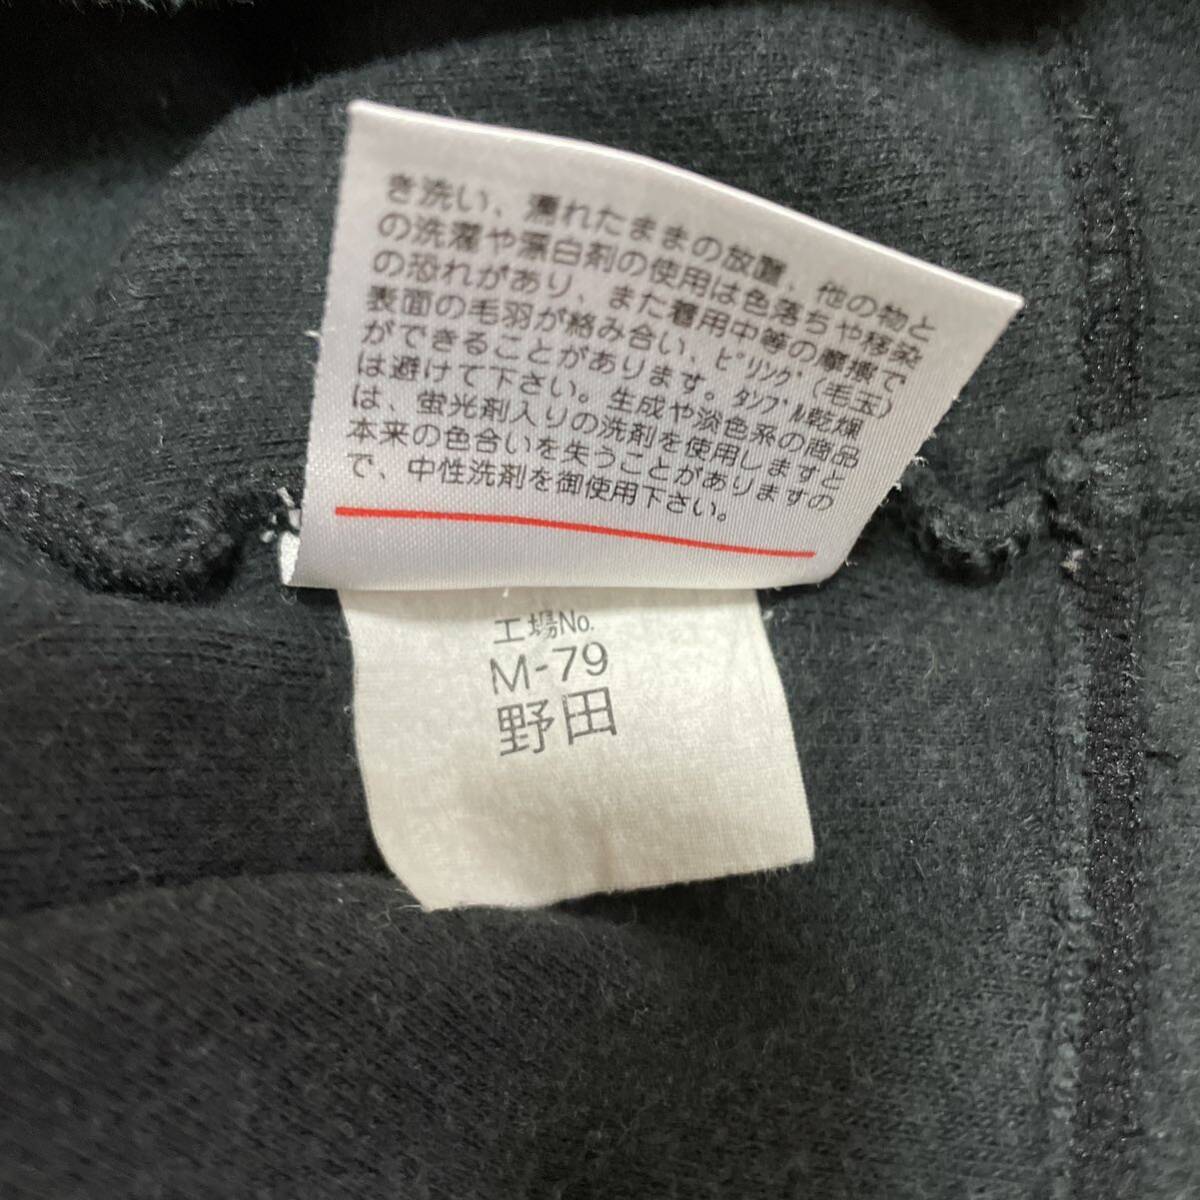 き洗い、濡れたままの放置、他の物と
の洗濯や漂白剤の使用は色落ちや移染
の恐れがあり、また着用中等の摩擦で
表面の毛羽が絡み合い、ﾋﾟﾘﾝｸﾞ(毛玉)
ができることがあります。ﾀﾝﾌﾞﾙ乾燥
は避けて下さい。生成や淡色系の商品
は、蛍光剤入りの洗剤を使用しますと
本来の色合いを失うことがありますの
で、中性洗剤を御使用下さい。
工場No.
M-79
野田